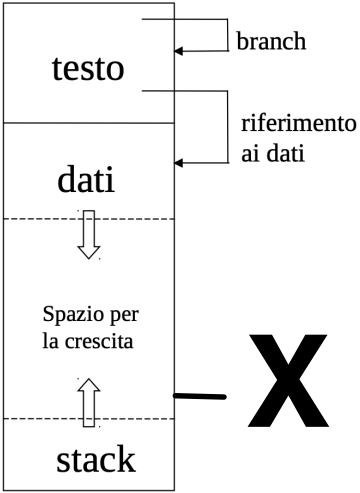 testo
branch
riferimento
ai dati
dati
Spazio per
la crescita
X
stack